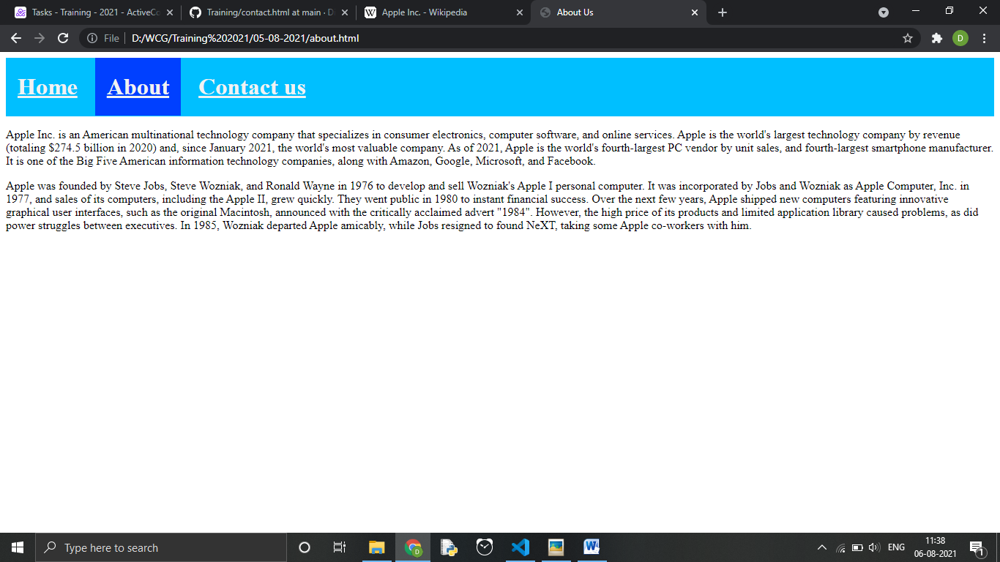 Tasks - Training - 2021 - ActiveCo
Training/contact.html at main · D
Apple Inc. - Wikipedia
About Us
File
D:/WCG/Training%202021/05-08-2021/about.html
D
Home
About
Contact us
Apple Inc. is an American multinational technology company that specializes in consumer electronics, computer software, and online services. Apple is the world's largest technology company by revenue
(totaling $274.5 billion in 2020) and, since January 2021, the world's most valuable company. As of 2021, Apple is the world's fourth-largest PC vendor by unit sales, and fourth-largest smartphone manufacturer.
It is one of the Big Five American information technology companies, along with Amazon, Google, Microsoft, and Facebook.
Apple was founded by Steve Jobs, Steve Wozniak, and Ronald Wayne in 1976 to develop and sell Wozniak's Apple I personal computer. It was incorporated by Jobs and Wozniak as Apple Computer, Inc. in
1977, and sales of its computers, including the Apple II, grew quickly. They went public in 1980 to instant financial success. Over the next few years, Apple shipped new computers featuring innovative
graphical user interfaces, such as the original Macintosh, announced with the critically acclaimed advert "1984". However, the high price of its products and limited application library caused problems, as did
power struggles between executives. In 1985, Wozniak departed Apple amicably, while Jobs resigned to found NeXT, taking some Apple co-workers with him.
Type here to search
ENG
11:38
06-08-2021
1